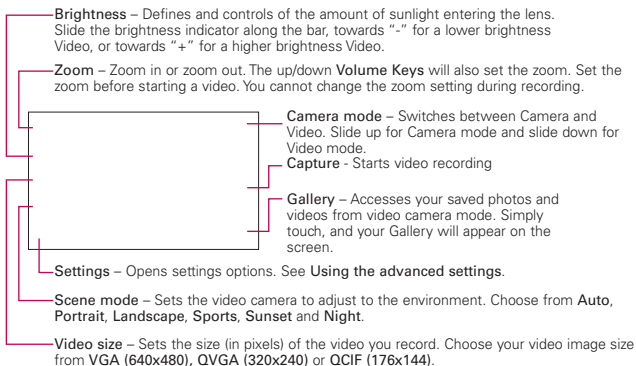 Brightness – Defines and controls of the amount of sunlight entering the lens.
Slide the brightness indicator along the bar, towards “-” for a lower brightness
Video, or towards “+” for a higher brightness Video.
Zoom – Zoom in or zoom out. The up/down Volume Keys will also set the zoom. Set the
zoom before starting a video. You cannot change the zoom setting during recording.
Camera mode – Switches between Camera and
Video. Slide up for Camera mode and slide down for
Video mode.
Capture - Starts video recording
Gallery – Accesses your saved photos and
videos from video camera mode. Simply
touch, and your Gallery will appear on the
screen.
Settings – Opens settings options. See Using the advanced settings.
Scene mode – Sets the video camera to adjust to the environment. Choose from Auto,
Portrait, Landscape, Sports, Sunset and Night.
Video size – Sets the size (in pixels) of the video you record. Choose your video image size
from VGA (640x480), QVGA (320x240) or QCIF (176x144).